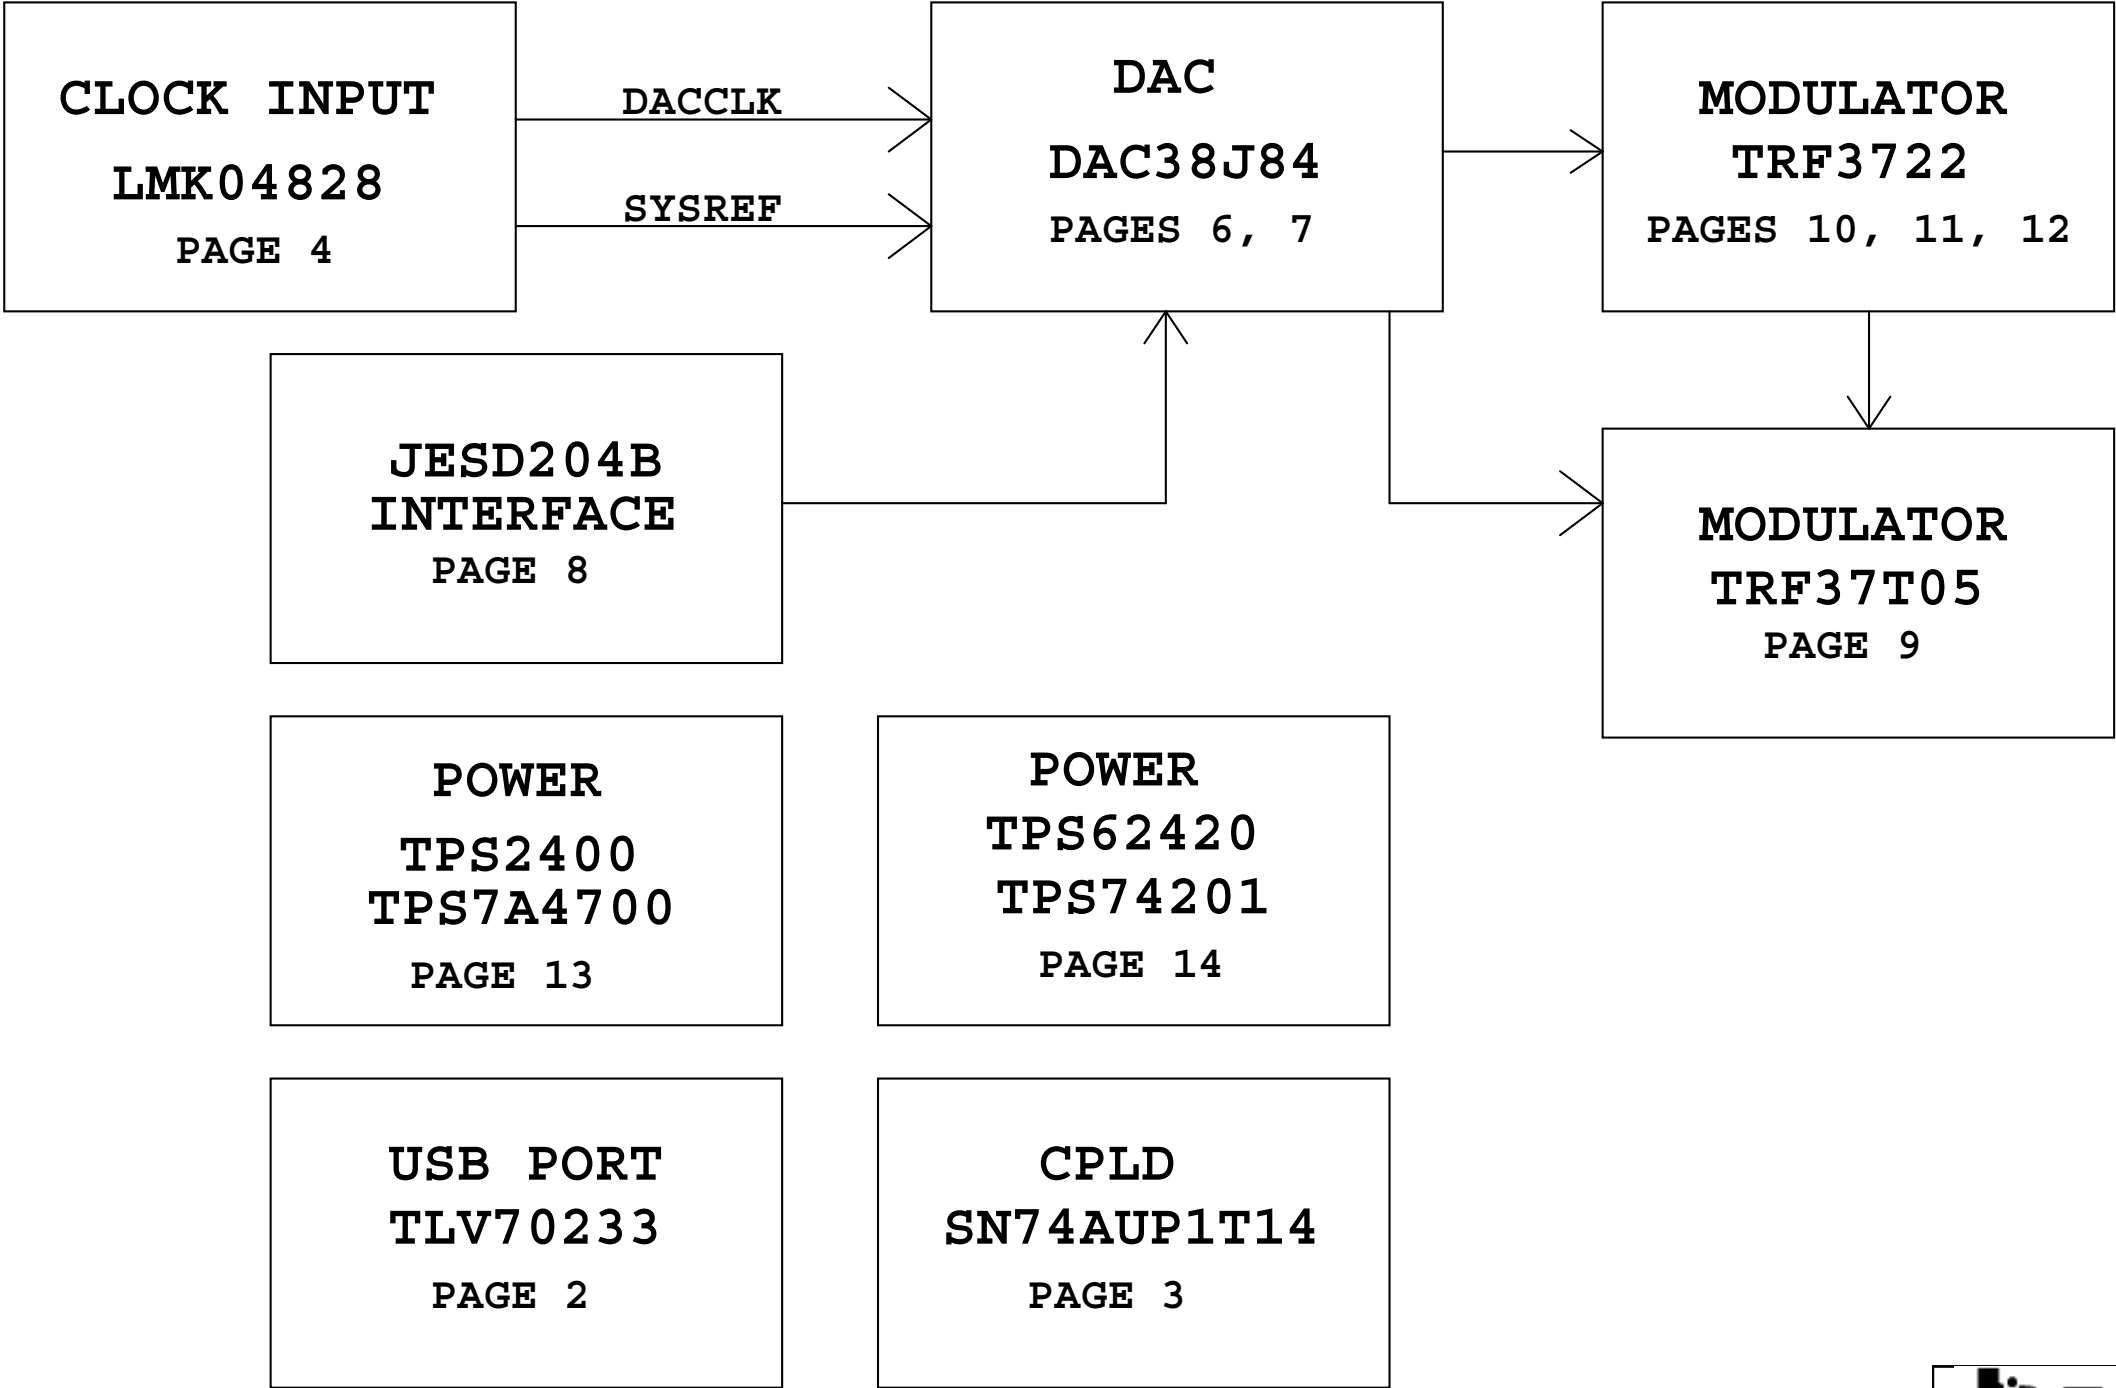 CLOCK INPUT
LMK04828
PAGE 4
DACCLK
SYSREF
DAC
DAC38J84
PAGES 6, 7
MODULATOR
TRF3722
PAGES 10, 11, 12
JESD204B
INTERFACE
PAGE 8
MODULATOR
TRF37T05
PAGE 9
POWER
TPS2400
TPS7A4700
PAGE 13
POWER
TPS62420
TPS74201
PAGE 14
USB PORT
TLV70233
PAGE 2
CPLD
SN74AUP1T14
PAGE 3